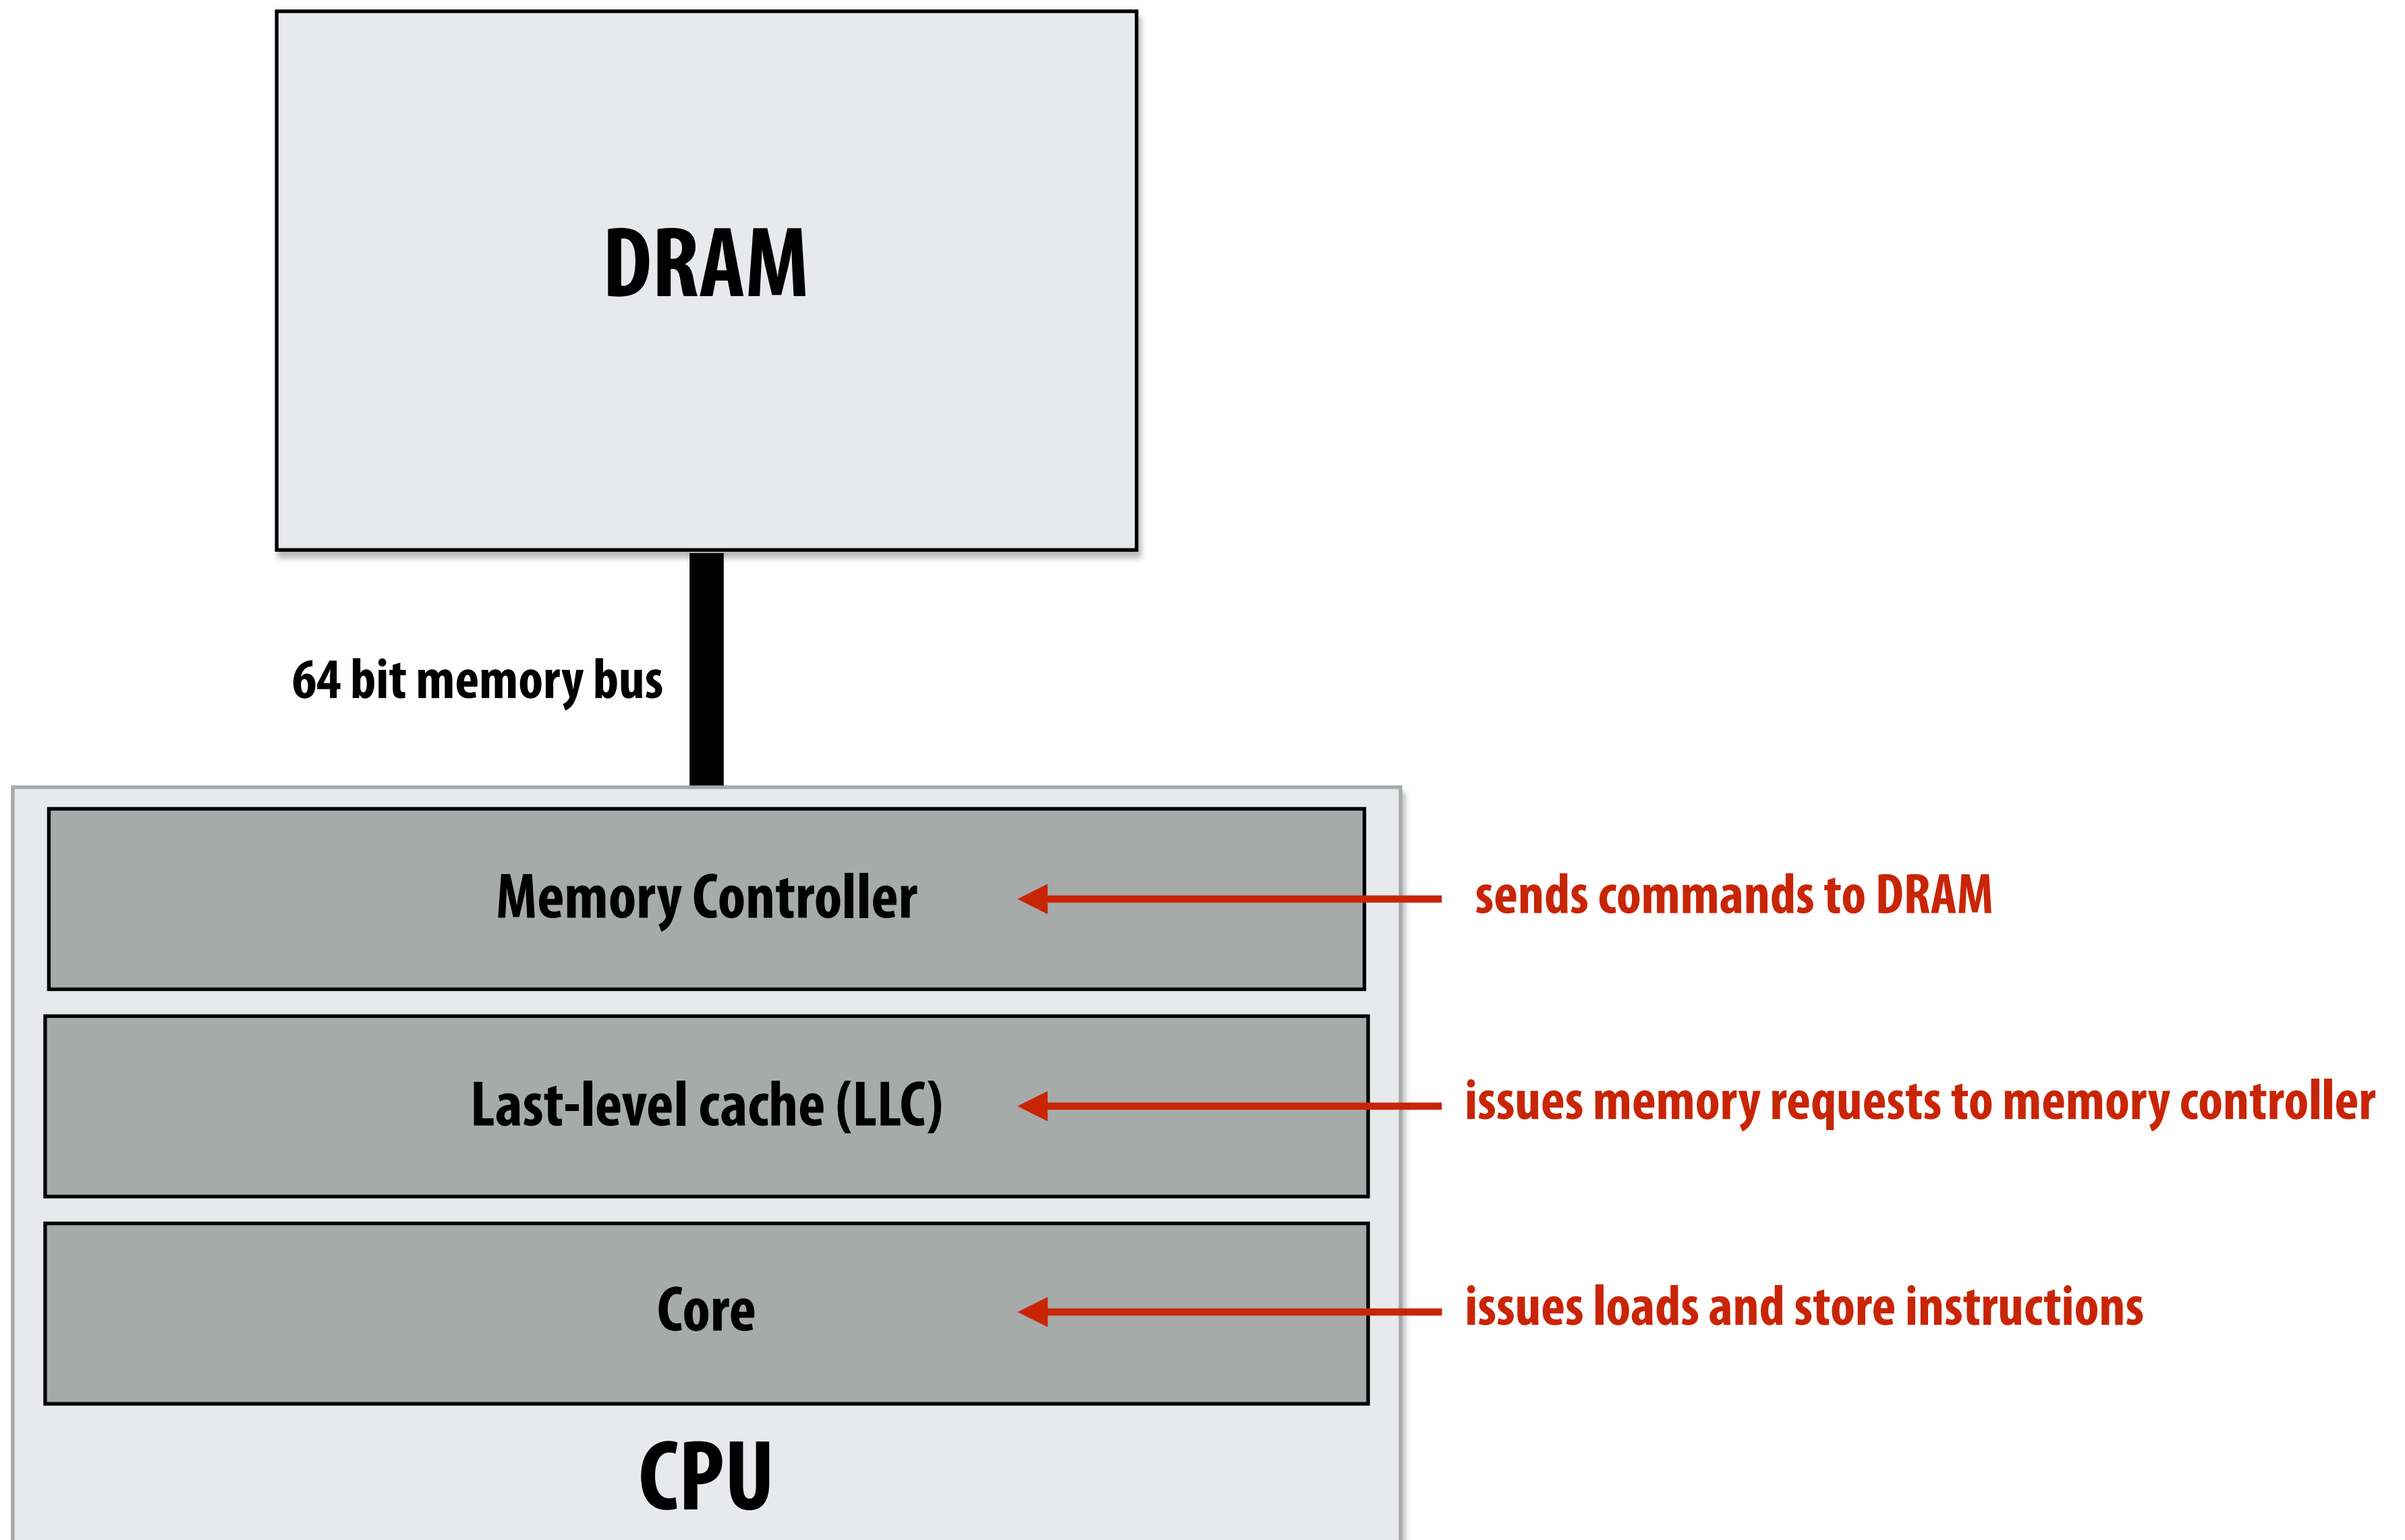 DRAM
64 bit memory bus
Memory Controller
sends commands to DRAM
Last-level cache (LLC)
issues memory requests to memory controller
Core
issues loads and store instructions
CPU